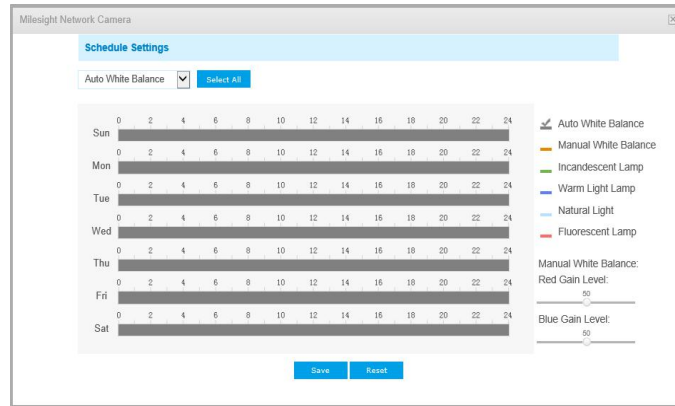 Milesight Network Camera
Schedule Settings
Auto White Balance Select All
0 2 4 6 8 10 12 14 16 18 20 22 24
Sun
0 2 4 6 8 10 12 14 16 18 20 22 24
Mon
0 2 4 6 8 10 12 14 16 18 20 22 24
Tue
0 2 4 6 8 10 12 14 16 18 20 22 24
Wed
0 2 4 6 8 10 12 14 16 18 20 22 24
Thu
0 2 4 6 8 10 12 14 16 18 20 22 24
Fri
0 2 4 6 8 10 12 14 16 18 20 22 24
Sat
Auto White Balance
Manual White Balance
Incandescent Lamp
Warm Light Lamp
Natural Light
Fluorescent Lamp
Manual White Balance:
Red Gain Level:
50
Blue Gain Level:
50
Save Reset